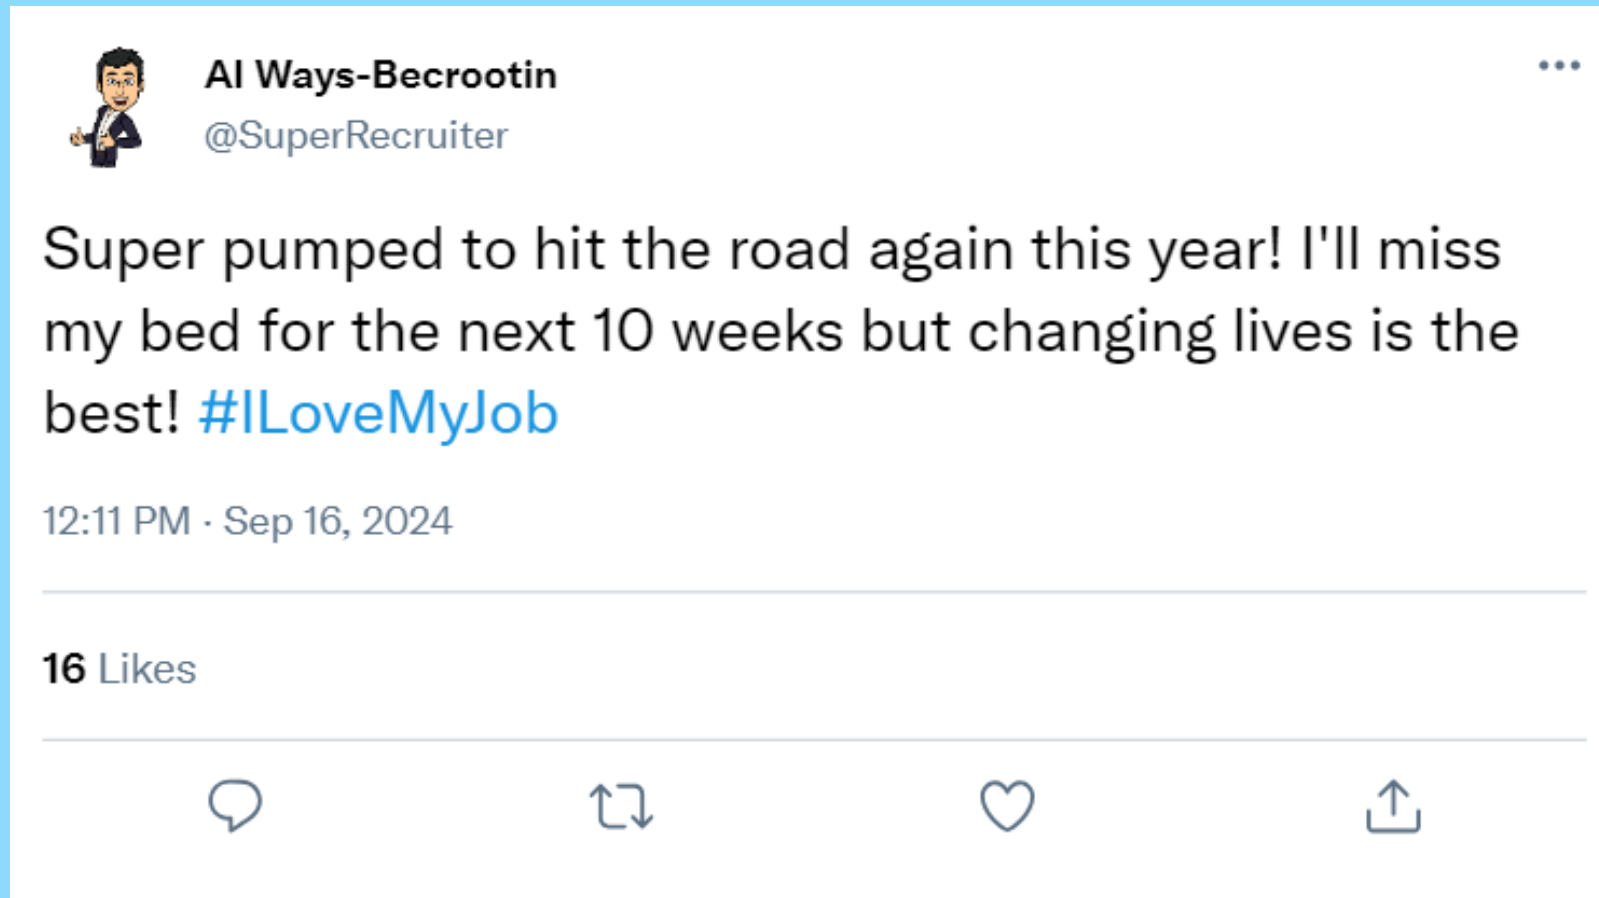 Al Ways-Becrootin
@SuperRecruiter
Super pumped to hit the road again this year! I'll miss
my bed for the next 10 weeks but changing lives is the
best! #ILoveMyJob
12:11 PM · Sep 16, 2024
16 Likes